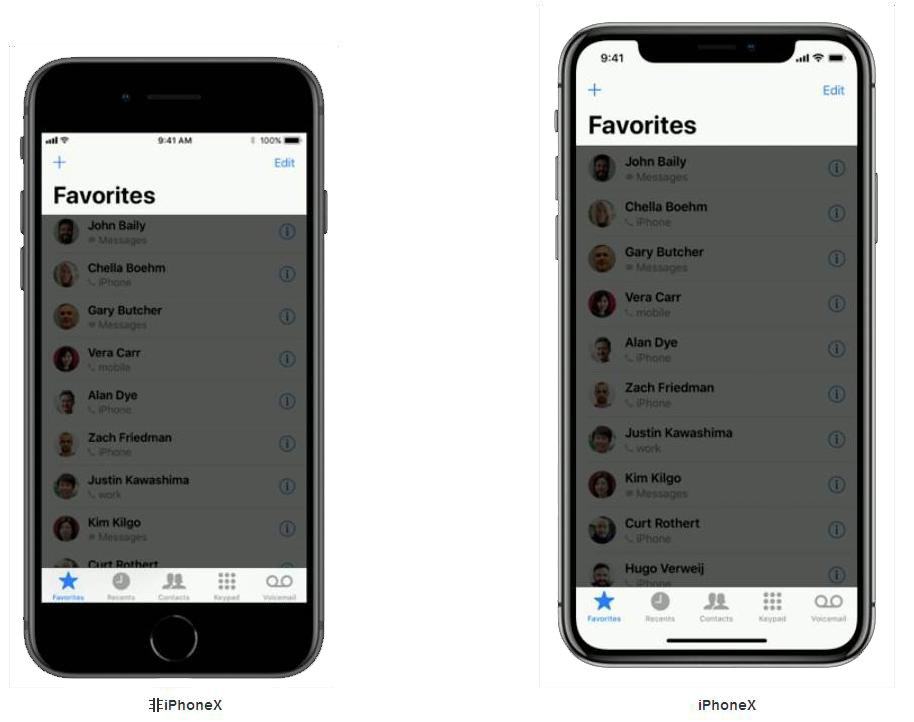 9:41 AM
100%
Edit
Favorites
John Baily
Messages
Chella Boehm
iPhone
Gary Butcher
Messages
Vera Carr
mobile
Alan Dye
iPhone
Zach Friedman
iPhone
Justin Kawashima
work
Kim Kilgo
Messages
Curt Rothert
Favorites
Recents
Contacts
Keypad
Voicemail
非iPhoneX
9:41
Edit
Favorites
John Baily
Messages
Chella Boehm
iPhone
Gary Butcher
Messages
Vera Carr
mobile
Alan Dye
iPhone
Zach Friedman
iPhone
Justin Kawashima
work
Kim Kilgo
Messages
Curt Rothert
iPhone
Hugo Verweij
iPhone
Favorites
Recents
Contacts
Keypad
Voicemail
iPhoneX